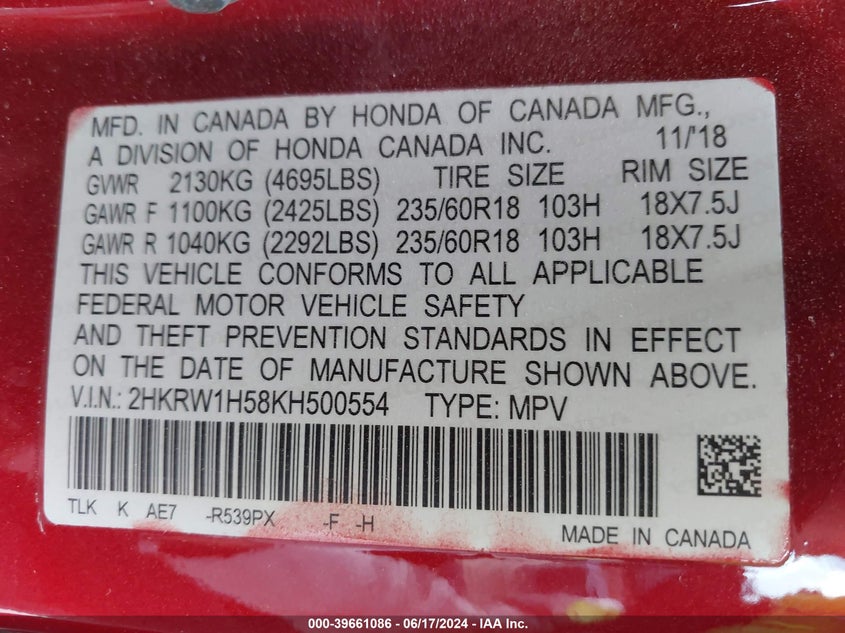 MFD. IN CANADA BY HONDA OF CANADA MFG.,
A DIVISION OF HONDA CANADA INC. 11/'18
GVWR 2130KG (4695LBS) TIRE SIZE RIM SIZE
GAWR F 1100KG (2425LBS) 235/60R18 103H 18X7.5J
GAWR R 1040KG (2292LBS) 235/60R18 103H 18X7.5J
THIS VEHICLE CONFORMS TO ALL APPLICABLE
FEDERAL MOTOR VEHICLE SAFETY
AND THEFT PREVENTION STANDARDS IN EFFECT
ON THE DATE OF MANUFACTURE SHOWN ABOVE.
V.I.N.: 2HKRW1H58KH500554 TYPE: MPV
TLK K AE7 -R539PX -F -H
MADE IN CANADA
000-39661086 - 06/17/2024 - IAA Inc.